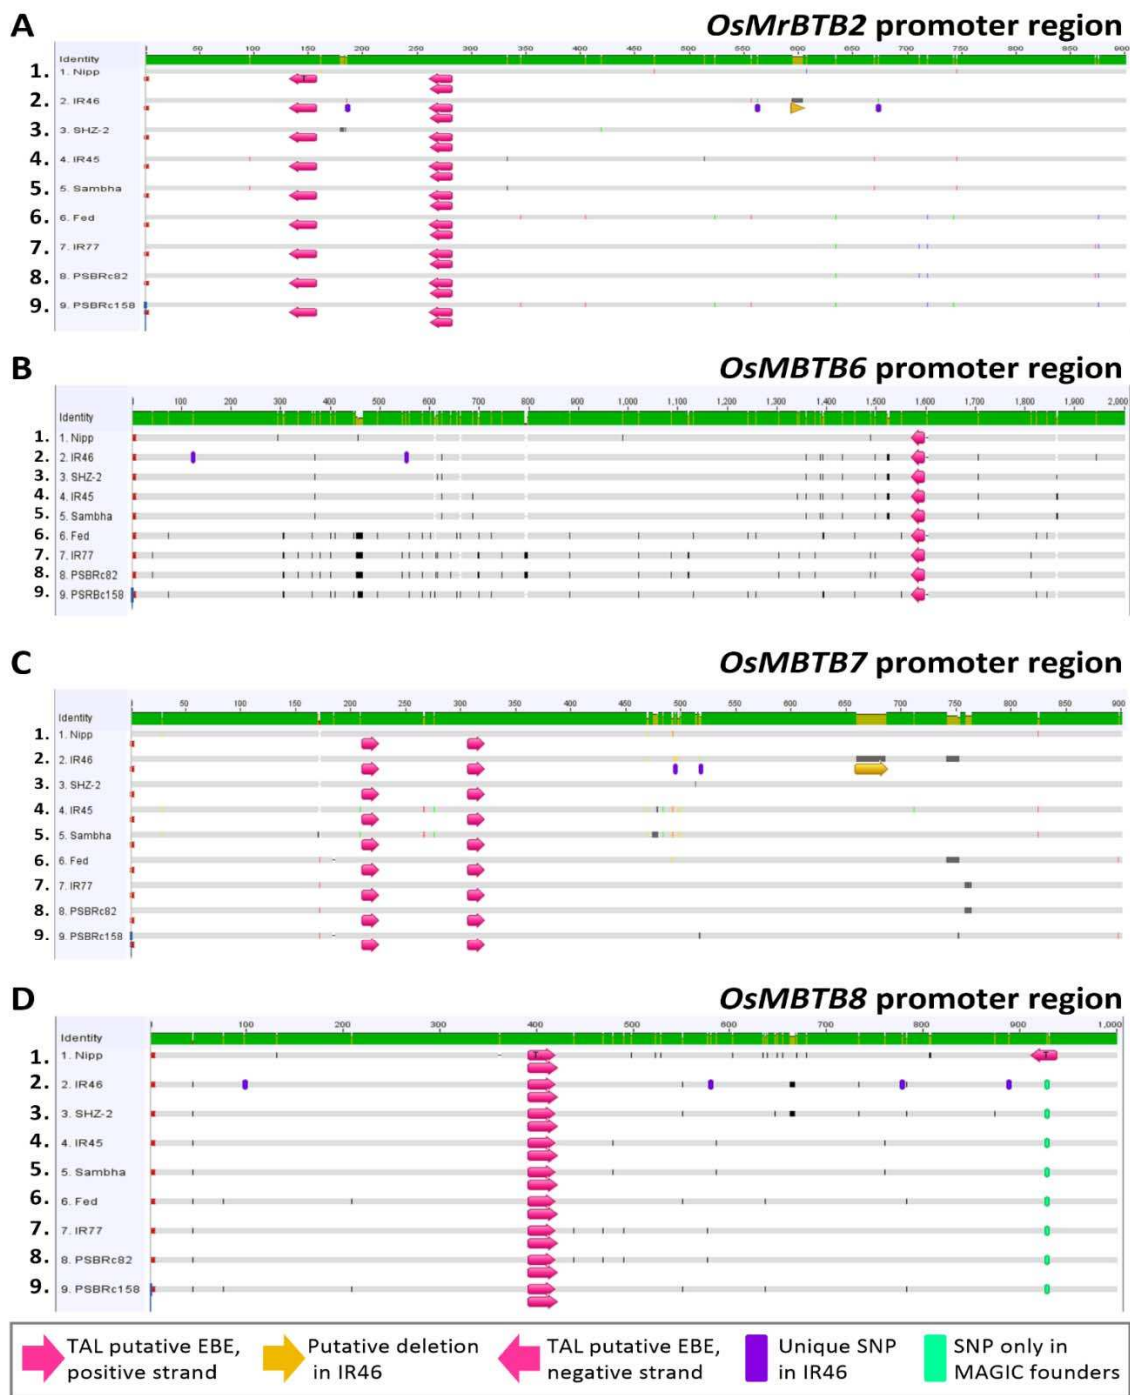 A
OsMrBTB2 promoter region
1 50 100 150 200 250 300 350 400 450 500 550 600 650 700 750 800 850 900
Identity
1. 1. Nipp
2. 2. IR46
3. 3. SHZ-2
4. 4. IR45
5. 5. Sambha
6. 6. Fed
7. 7. IR77
8. 8. PSBRc82
9. 9. PSBRc158
B
OsMBTB6 promoter region
1 100 200 300 400 500 600 700 800 900 1,000 1,100 1,200 1,300 1,400 1,500 1,600 1,700 1,800 1,900 2,000
Identity
1. 1. Nipp
2. 2. IR46
3. 3. SHZ-2
4. 4. IR45
5. 5. Sambha
6. 6. Fed
7. 7. IR77
8. 8. PSBRc82
9. 9. PSRBc158
C
OsMBTB7 promoter region
1 50 100 150 200 250 300 350 400 450 500 550 600 650 700 750 800 850 900
Identity
1. 1. Nipp
2. 2. IR46
3. 3. SHZ-2
4. 4. IR45
5. 5. Sambha
6. 6. Fed
7. 7. IR77
8. 8. PSBRc82
9. 9. PSBRc158
D
OsMBTB8 promoter region
1 100 200 300 400 500 600 700 800 900 1,000
Identity
1. 1. Nipp
2. 2. IR46
3. 3. SHZ-2
4. 4. IR45
5. 5. Sambha
6. 6. Fed
7. 7. IR77
8. 8. PSBRc82
9. 9. PSBRc158
TAL putative EBE, positive strand
Putative deletion in IR46
TAL putative EBE, negative strand
Unique SNP in IR46
SNP only in MAGIC founders